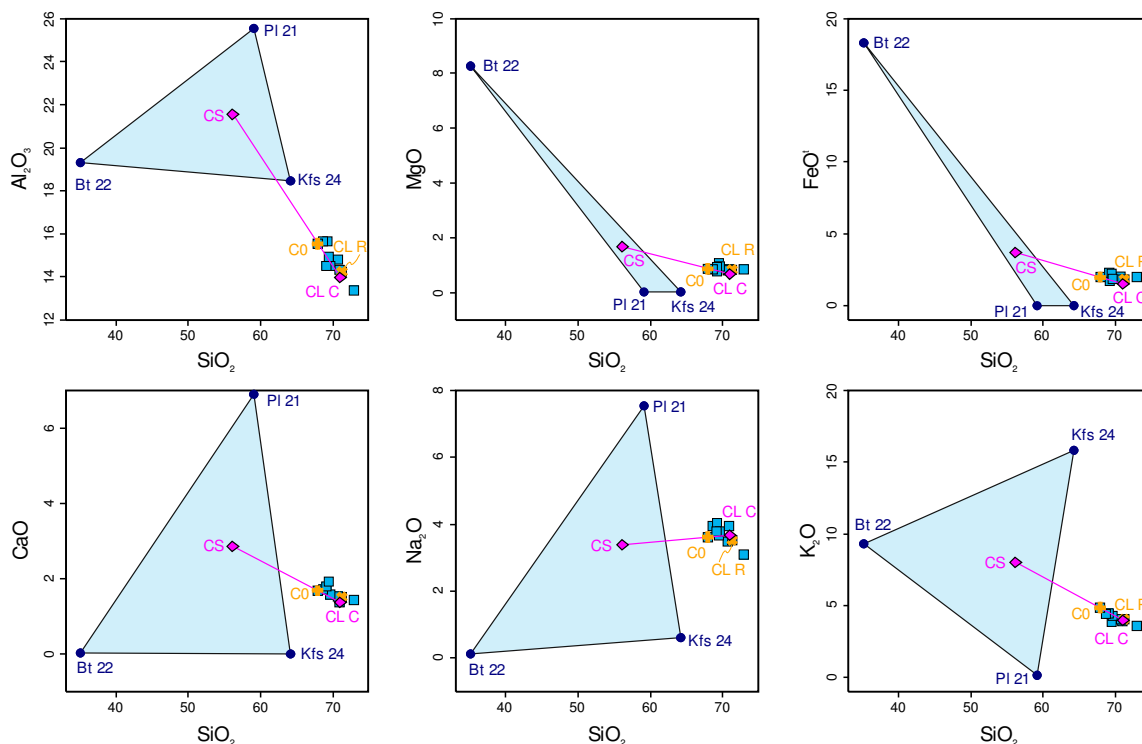 26
24
22
20
18
16
14
12
Al₂O₃
Pl 21
CS
Bt 22
Kfs 24
C0
CL R
CL C
40
50
60
70
SiO₂
10
8
6
4
2
0
MgO
Bt 22
CS
CL R
C0
CL C
Pl 21
Kfs 24
40
50
60
70
SiO₂
20
15
10
5
0
FeOᵗ
Bt 22
CS
CL R
C0
CL C
Pl 21
Kfs 24
40
50
60
70
SiO₂
6
4
2
0
CaO
Pl 21
CS
C0
CL R
CL C
Bt 22
Kfs 24
40
50
60
70
SiO₂
8
6
4
2
0
Na₂O
Pl 21
CL C
CS
C0
CL R
Kfs 24
Bt 22
40
50
60
70
SiO₂
20
15
10
5
0
K₂O
Kfs 24
Bt 22
CS
C0
CL R
CL C
Pl 21
40
50
60
70
SiO₂